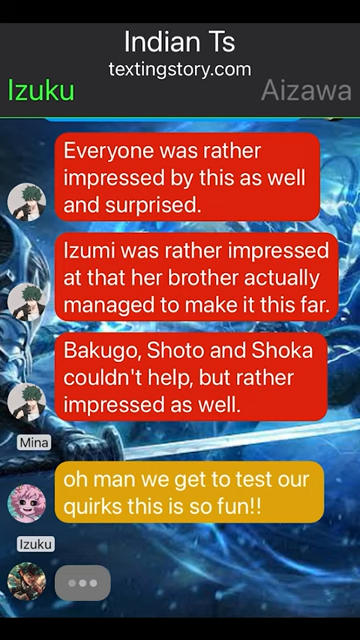 Indian Ts
textingstory.com
Izuku
Aizawa
Everyone was rather
impressed by this as well
and surprised.
Izumi was rather impressed
at that her brother actually
managed to make it this far.
Bakugo, Shoto and Shoka
couldn't help, but rather
impressed as well.
Mina
oh man we get to test our
quirks this is so fun!!
Izuku